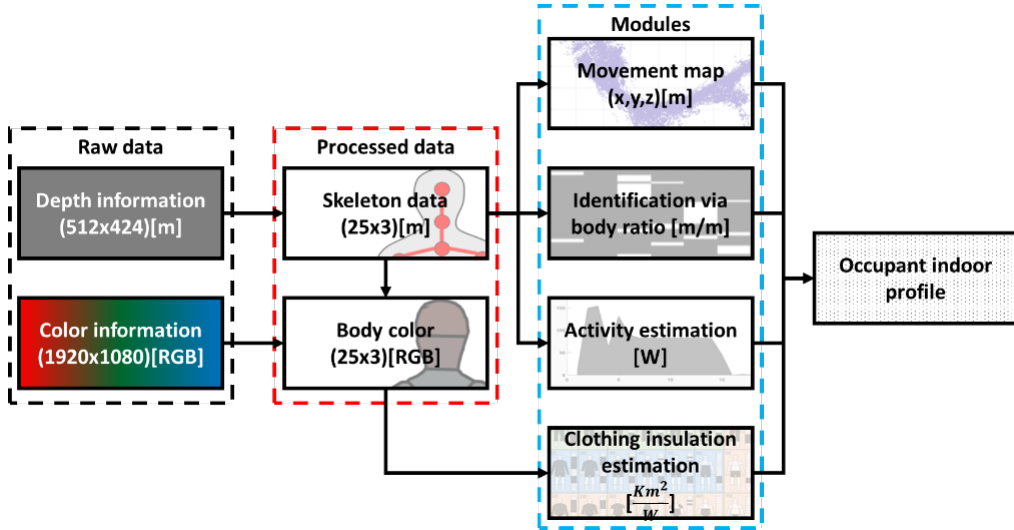 Raw data
Depth information
(512x424)[m]
Color information
(1920x1080)[RGB]
Processed data
Skeleton data
(25x3)[m]
Body color
(25x3)[RGB]
Modules
Movement map
(x,y,z)[m]
Identification via
body ratio [m/m]
Activity estimation
[W]
Clothing insulation
estimation
[Km²/W]
Occupant indoor
profile